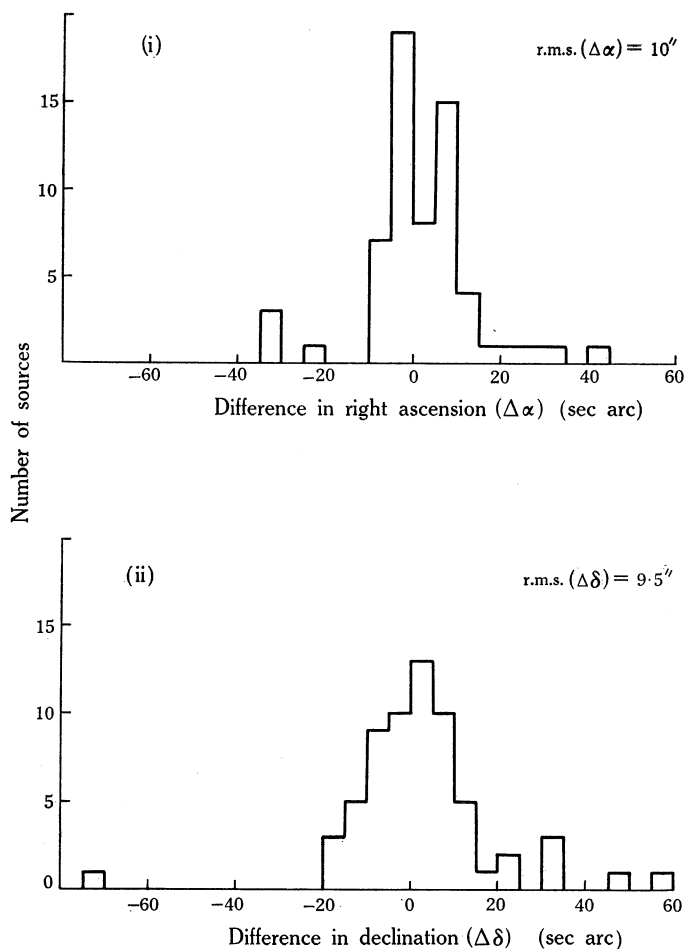 (i)
r.m.s. (Δα) = 10″
15
10
5
−60 −40 −20 0 20 40 60
Difference in right ascension (Δα) (sec arc)
Number of sources
(ii)
r.m.s. (Δδ) = 9·5″
15
10
5
0
−60 −40 −20 0 20 40 60
Difference in declination (Δδ) (sec arc)